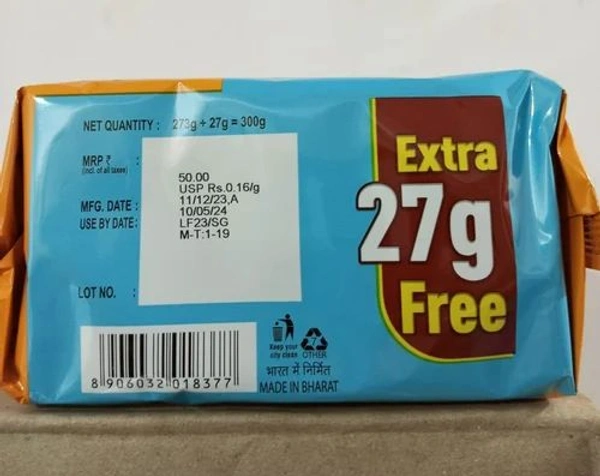 NET QUANTITY : 273g + 27g = 300g
MRP ₹ :
(incl. of all taxes)
50.00
USP Rs.0.16/g
MFG. DATE : 11/12/23,A
USE BY DATE : 10/05/24
LF23/SG
M-T:1-19
LOT NO. :
Extra
27g
Free
8 906032 018377
Keep your
city clean
7
OTHER
भारत में निर्मित
MADE IN BHARAT